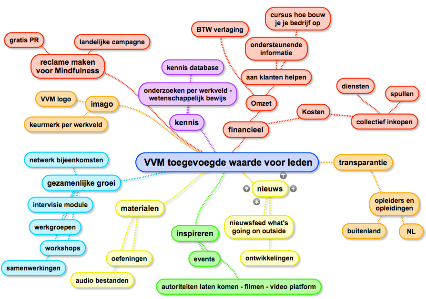 cursus hoe bouw
je je bedrijf op
BTW verlaging
gratis PR
landelijke campagne
ondersteunende
informatie
reclame maken
voor Mindfulness
kennis database
aan klanten helpen
diensten
spullen
onderzoeken per werkveld -
wetenschappelijk bewijs
VVM logo
imago
Omzet
Kosten
collectief inkopen
keurmerk per werkveld
kennis
financieel
netwerk bijeenkomsten
VVM toegevoegde waarde voor leden
transparantie
gezamenlijke groei
nieuws
intervisie module
materialen
opleiders en
opleidingen
werkgroepen
inspireren
nieuwsfeed what's
going on outside
buitenland
NL
workshops
oefeningen
events
ontwikkelingen
samenwerkingen
audio bestanden
autoriteiten laten komen - filmen - video platform